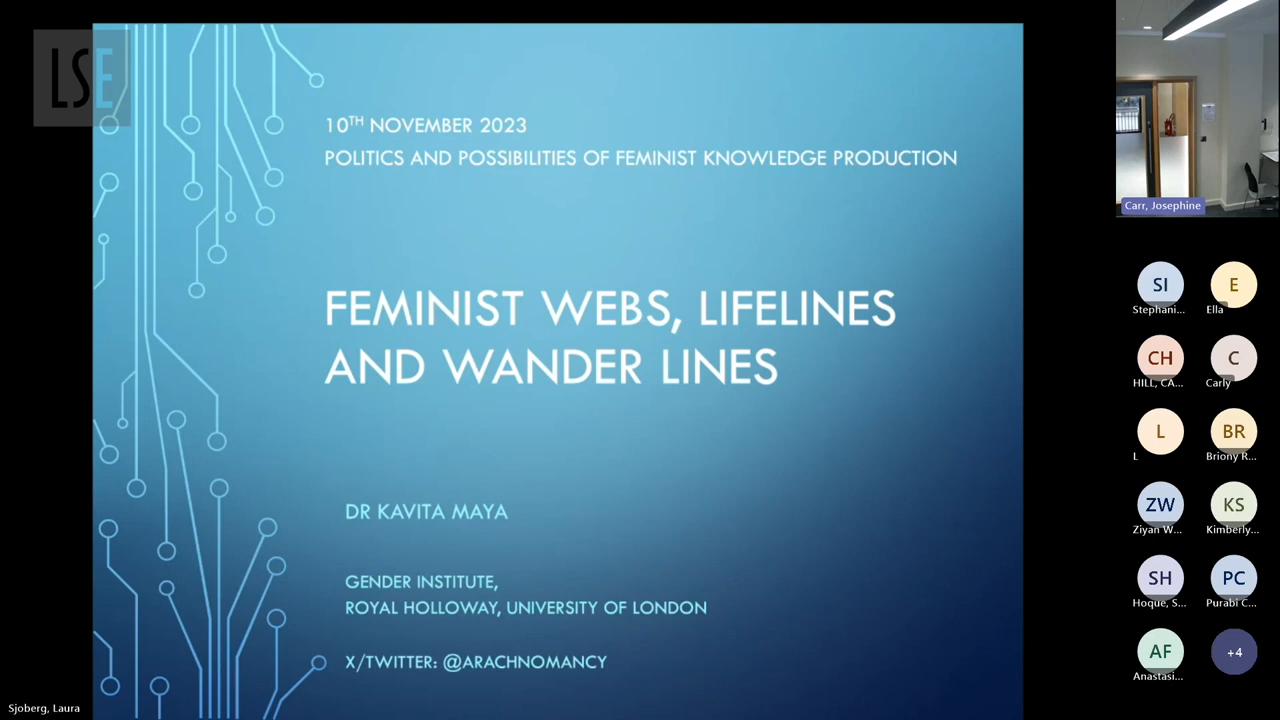 LSE
10TH NOVEMBER 2023
POLITICS AND POSSIBILITIES OF FEMINIST KNOWLEDGE PRODUCTION
FEMINIST WEBS, LIFELINES
AND WANDER LINES
DR KAVITA MAYA
GENDER INSTITUTE,
ROYAL HOLLOWAY, UNIVERSITY OF LONDON
X/TWITTER: @ARACHNOMANCY
Sjoberg, Laura
Carr, Josephine
SI
E
Stephani...
Ella
CH
C
HILL, CA...
Carly
L
BR
L
Briony R...
ZW
KS
Ziyan W...
Kimberly...
SH
PC
Hoque, S...
Purabi C...
AF
+4
Anastasi...